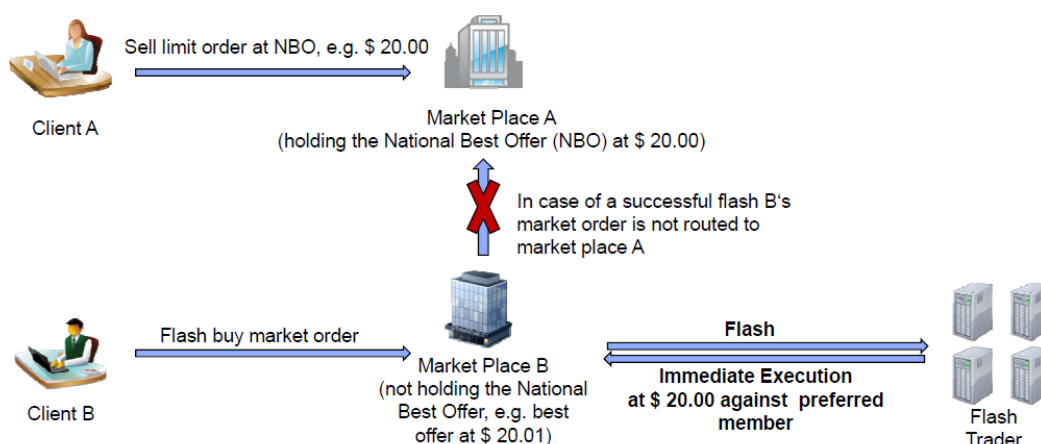 Sell limit order at NBO, e.g. $ 20.00
Client A
Market Place A
(holding the National Best Offer (NBO) at $ 20.00)
In case of a successful flash B‘s
market order is not routed to
market place A
Flash buy market order
Client B
Market Place B
(not holding the National
Best Offer, e.g. best
offer at $ 20.01)
Flash
Immediate Execution
at $ 20.00 against preferred
member
Flash
Trader